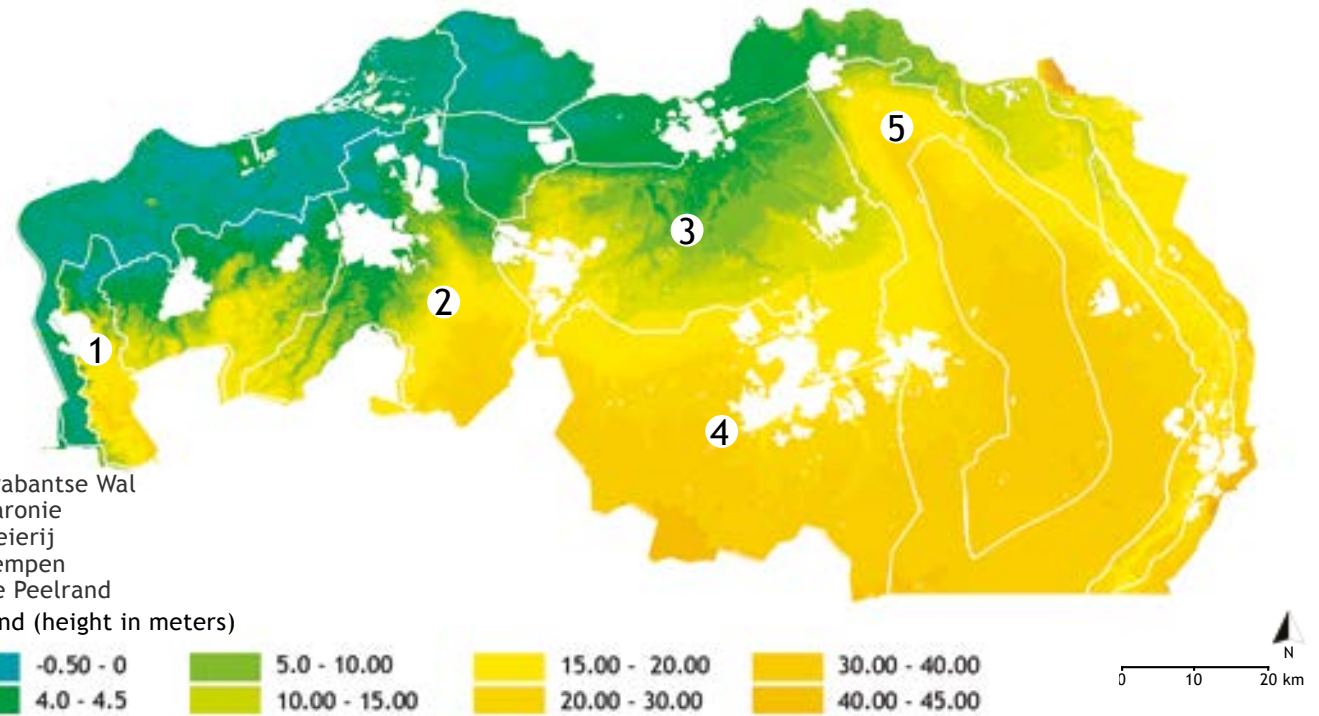 5
3
2
1
4
rabantse Wal
aronie
eierij
empen
e Peelrand
nd (height in meters)
-0.50 - 0 5.0 - 10.00 15.00 - 20.00 30.00 - 40.00
4.0 - 4.5 10.00 - 15.00 20.00 - 30.00 40.00 - 45.00
N
0 10 20 km